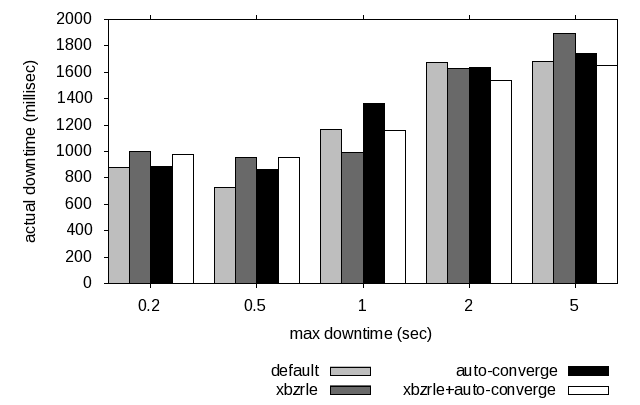 2000
1800
1600
1400
1200
1000
800
600
400
200
0
actual downtime (millisec)
0.2 0.5 1 2 5
max downtime (sec)
default auto-converge
xbzrle xbzrle+auto-converge